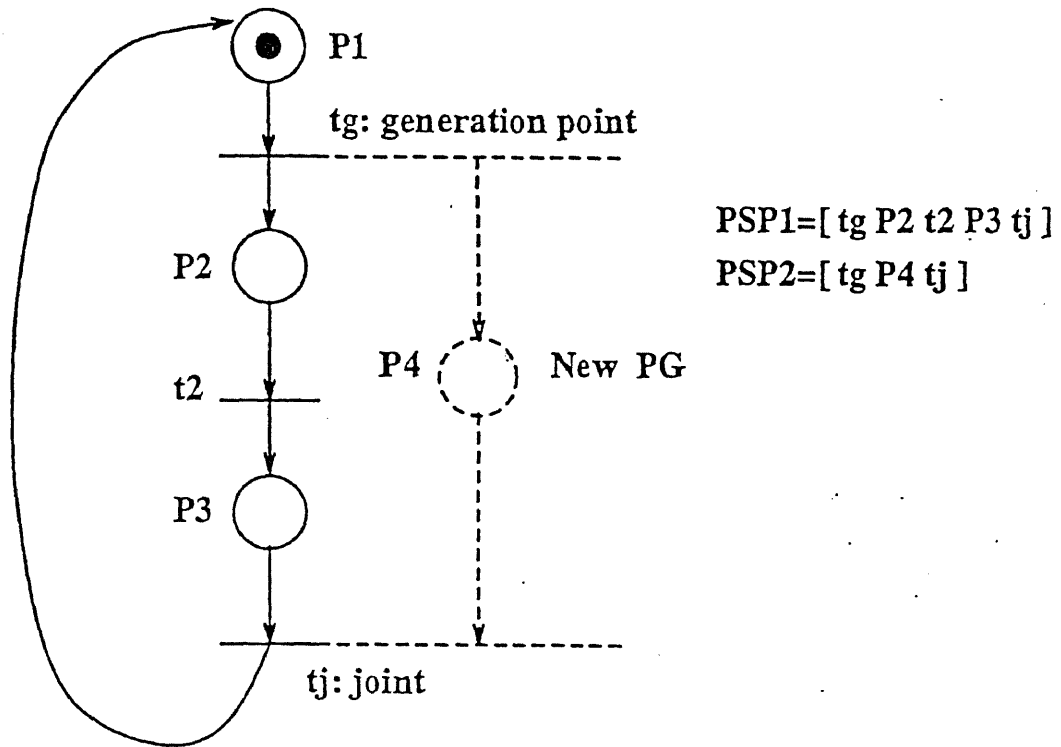 P1
tg: generation point
PSP1=[ tg P2 t2 P3 tj ]
P2
PSP2=[ tg P4 tj ]
P4
New PG
t2
P3
tj: joint